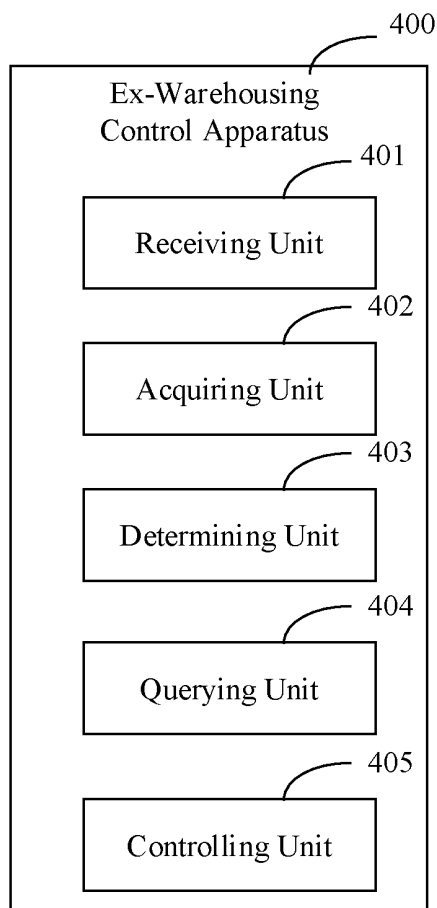 400
Ex-Warehousing
Control Apparatus
401
Receiving Unit
402
Acquiring Unit
403
Determining Unit
404
Querying Unit
405
Controlling Unit